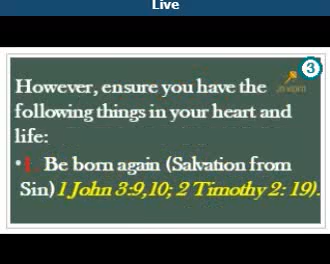 Live
3
However, ensure you have the
following things in your heart and
life:
• 1. Be born again (Salvation from
Sin) 1 John 3:9,10; 2 Timothy 2: 19).